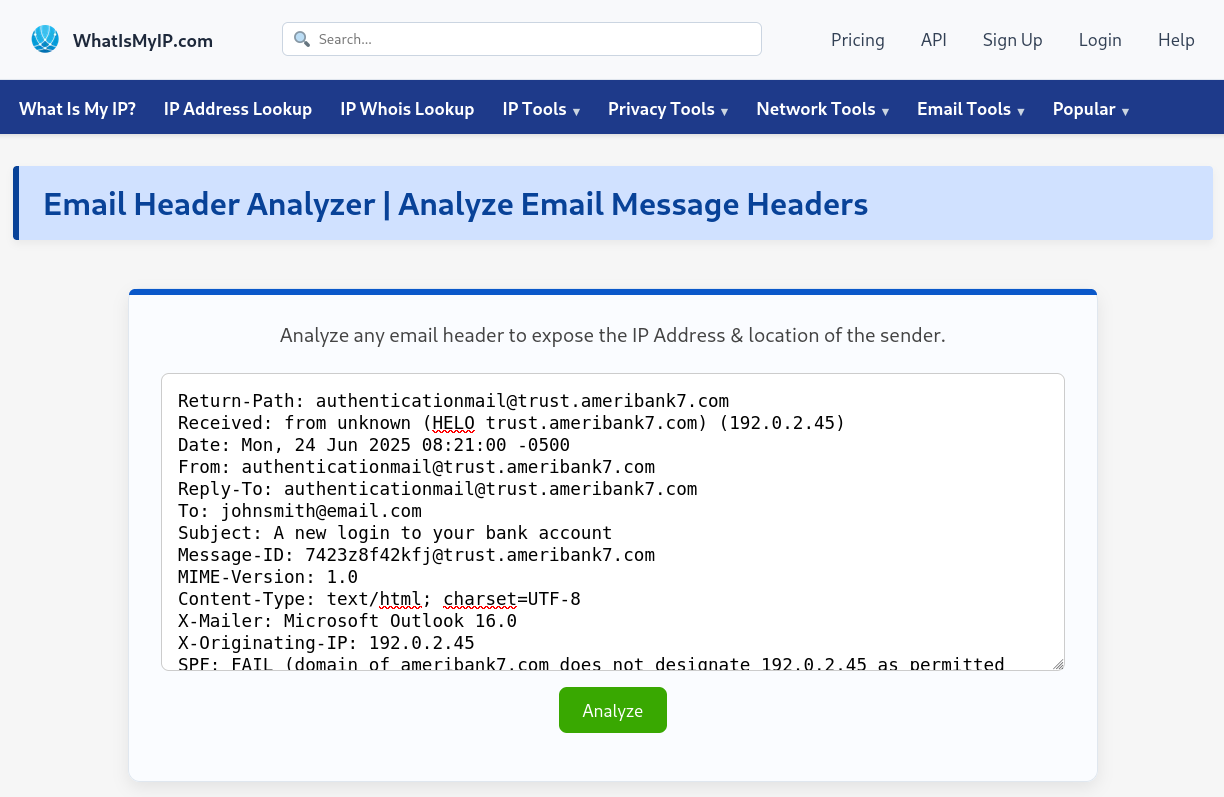 WhatIsMyIP.com
Search...
Pricing
API
Sign Up
Login
Help
What Is My IP?
IP Address Lookup
IP Whois Lookup
IP Tools ▾
Privacy Tools ▾
Network Tools ▾
Email Tools ▾
Popular ▾
Email Header Analyzer | Analyze Email Message Headers
Analyze any email header to expose the IP Address & location of the sender.
Return-Path: authenticationmail@trust.ameribank7.com
Received: from unknown (HELO trust.ameribank7.com) (192.0.2.45)
Date: Mon, 24 Jun 2025 08:21:00 -0500
From: authenticationmail@trust.ameribank7.com
Reply-To: authenticationmail@trust.ameribank7.com
To: johnsmith@email.com
Subject: A new login to your bank account
Message-ID: 7423z8f42kfj@trust.ameribank7.com
MIME-Version: 1.0
Content-Type: text/html; charset=UTF-8
X-Mailer: Microsoft Outlook 16.0
X-Originating-IP: 192.0.2.45
SPF: FAIL (domain of ameribank7.com does not designate 192.0.2.45 as permitted
Analyze